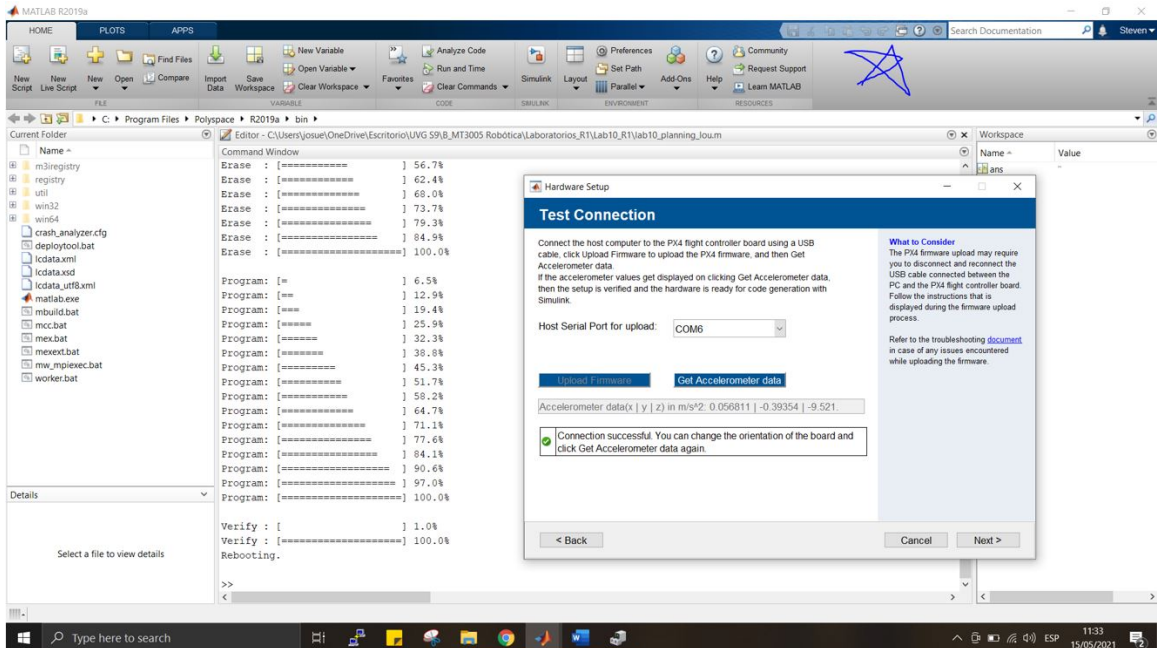 MATLAB R2019a
HOME PLOTS APPS
Search Documentation
Steven
New Script
New Live Script
New
Open
Find Files
Compare
Import Data
Save Workspace
New Variable
Open Variable
Clear Workspace
Favorites
Analyze Code
Run and Time
Clear Commands
Simulink
Layout
Preferences
Set Path
Parallel
Add-Ons
Help
Community
Request Support
Learn MATLAB
FILE VARIABLE CODE SIMULINK ENVIRONMENT RESOURCES
C: ▸ Program Files ▸ Polyspace ▸ R2019a ▸ bin ▸
Current Folder
Name
m3iregistry
registry
util
win32
win64
crash_analyzer.cfg
deploytool.bat
lcdata.xml
lcdata.xsd
lcdata_utf8.xml
matlab.exe
mbuild.bat
mcc.bat
mex.bat
mexext.bat
mw_mpiexec.bat
worker.bat
Details
Select a file to view details
Editor - C:\Users\josue\OneDrive\Escritorio\UVG S9\B_MT3005 Robótica\Laboratorios_R1\Lab10_R1\lab10_planning_lou.m
Command Window
Erase : [=========== ] 56.7%
Erase : [============ ] 62.4%
Erase : [============= ] 68.0%
Erase : [============== ] 73.7%
Erase : [=============== ] 79.3%
Erase : [================ ] 84.9%
Erase : [====================] 100.0%
Program: [= ] 6.5%
Program: [== ] 12.9%
Program: [=== ] 19.4%
Program: [===== ] 25.9%
Program: [====== ] 32.3%
Program: [======= ] 38.8%
Program: [========= ] 45.3%
Program: [========== ] 51.7%
Program: [=========== ] 58.2%
Program: [============ ] 64.7%
Program: [============== ] 71.1%
Program: [=============== ] 77.6%
Program: [================ ] 84.1%
Program: [================== ] 90.6%
Program: [=================== ] 97.0%
Program: [====================] 100.0%
Verify : [ ] 1.0%
Verify : [====================] 100.0%
Rebooting.
>>
Workspace
Name Value
ans
Hardware Setup
Test Connection
Connect the host computer to the PX4 flight controller board using a USB
cable, click Upload Firmware to upload the PX4 firmware, and then Get
Accelerometer data.
If the accelerometer values get displayed on clicking Get Accelerometer data,
then the setup is verified and the hardware is ready for code generation with
Simulink.
Host Serial Port for upload: COM6
Upload Firmware Get Accelerometer data
Accelerometer data(x | y | z) in m/s^2: 0.056811 | -0.39354 | -9.521.
Connection successful. You can change the orientation of the board and
click Get Accelerometer data again.
What to Consider
The PX4 firmware upload may require
you to disconnect and reconnect the
USB cable connected between the
PC and the PX4 flight controller board.
Follow the instructions that is
displayed during the firmware upload
process.
Refer to the troubleshooting document
in case of any issues encountered
while uploading the firmware.
< Back Cancel Next >
Type here to search
ESP
11:33
15/05/2021